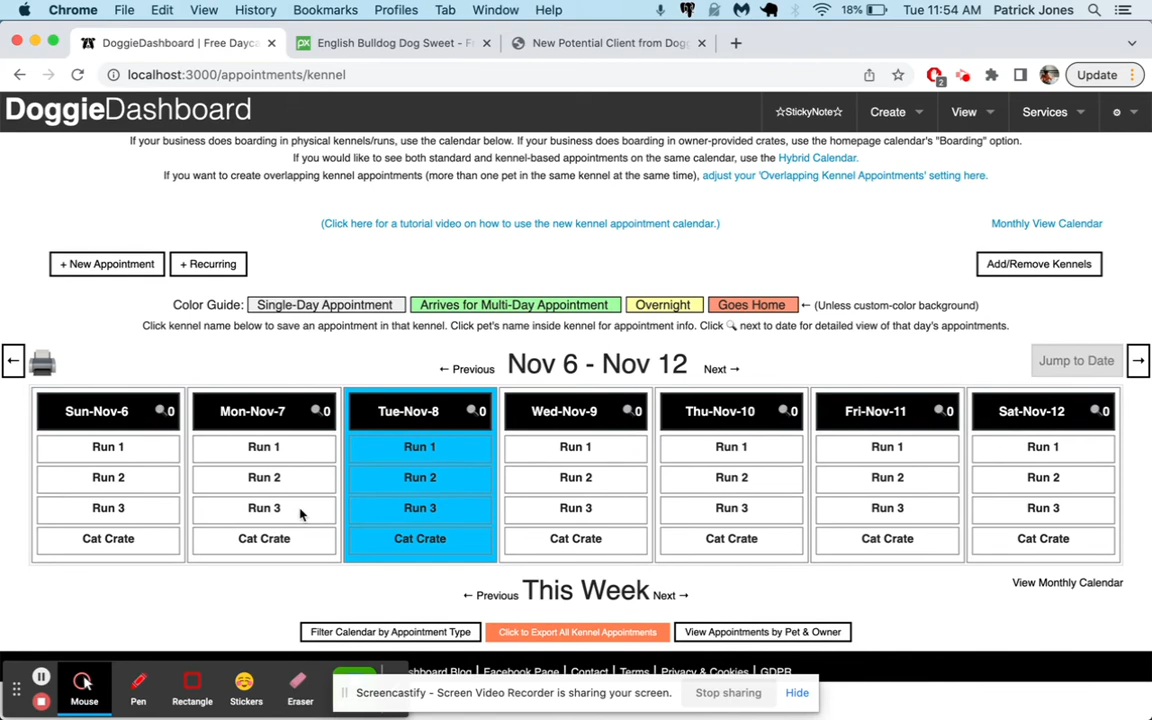 Chrome File Edit View History Bookmarks Profiles Tab Window Help 18% Tue 11:54 AM Patrick Jones
DoggieDashboard | Free Dayca English Bulldog Dog Sweet - F New Potential Client from Dogg
localhost:3000/appointments/kennel 2 Update
DoggieDashboard ☆StickyNote☆ Create View Services
If your business does boarding in physical kennels/runs, use the calendar below. If your business does boarding in owner-provided crates, use the homepage calendar's "Boarding" option.
If you would like to see both standard and kennel-based appointments on the same calendar, use the Hybrid Calendar.
If you want to create overlapping kennel appointments (more than one pet in the same kennel at the same time), adjust your 'Overlapping Kennel Appointments' setting here.
(Click here for a tutorial video on how to use the new kennel appointment calendar.) Monthly View Calendar
+ New Appointment + Recurring Add/Remove Kennels
Color Guide: Single-Day Appointment Arrives for Multi-Day Appointment Overnight Goes Home ← (Unless custom-color background)
Click kennel name below to save an appointment in that kennel. Click pet's name inside kennel for appointment info. Click 🔍 next to date for detailed view of that day's appointments.
← ← Previous Nov 6 - Nov 12 Next → Jump to Date →
Sun-Nov-6 🔍0 Mon-Nov-7 🔍0 Tue-Nov-8 🔍0 Wed-Nov-9 🔍0 Thu-Nov-10 🔍0 Fri-Nov-11 🔍0 Sat-Nov-12 🔍0
Run 1 Run 1 Run 1 Run 1 Run 1 Run 1 Run 1
Run 2 Run 2 Run 2 Run 2 Run 2 Run 2 Run 2
Run 3 Run 3 Run 3 Run 3 Run 3 Run 3 Run 3
Cat Crate Cat Crate Cat Crate Cat Crate Cat Crate Cat Crate Cat Crate
← Previous This Week Next → View Monthly Calendar
Filter Calendar by Appointment Type Click to Export All Kennel Appointments View Appointments by Pet & Owner
Dashboard Blog | Facebook Page | Contact | Terms | Privacy & Cookies | GDPR
Mouse Pen Rectangle Stickers Eraser
Screencastify - Screen Video Recorder is sharing your screen. Stop sharing Hide